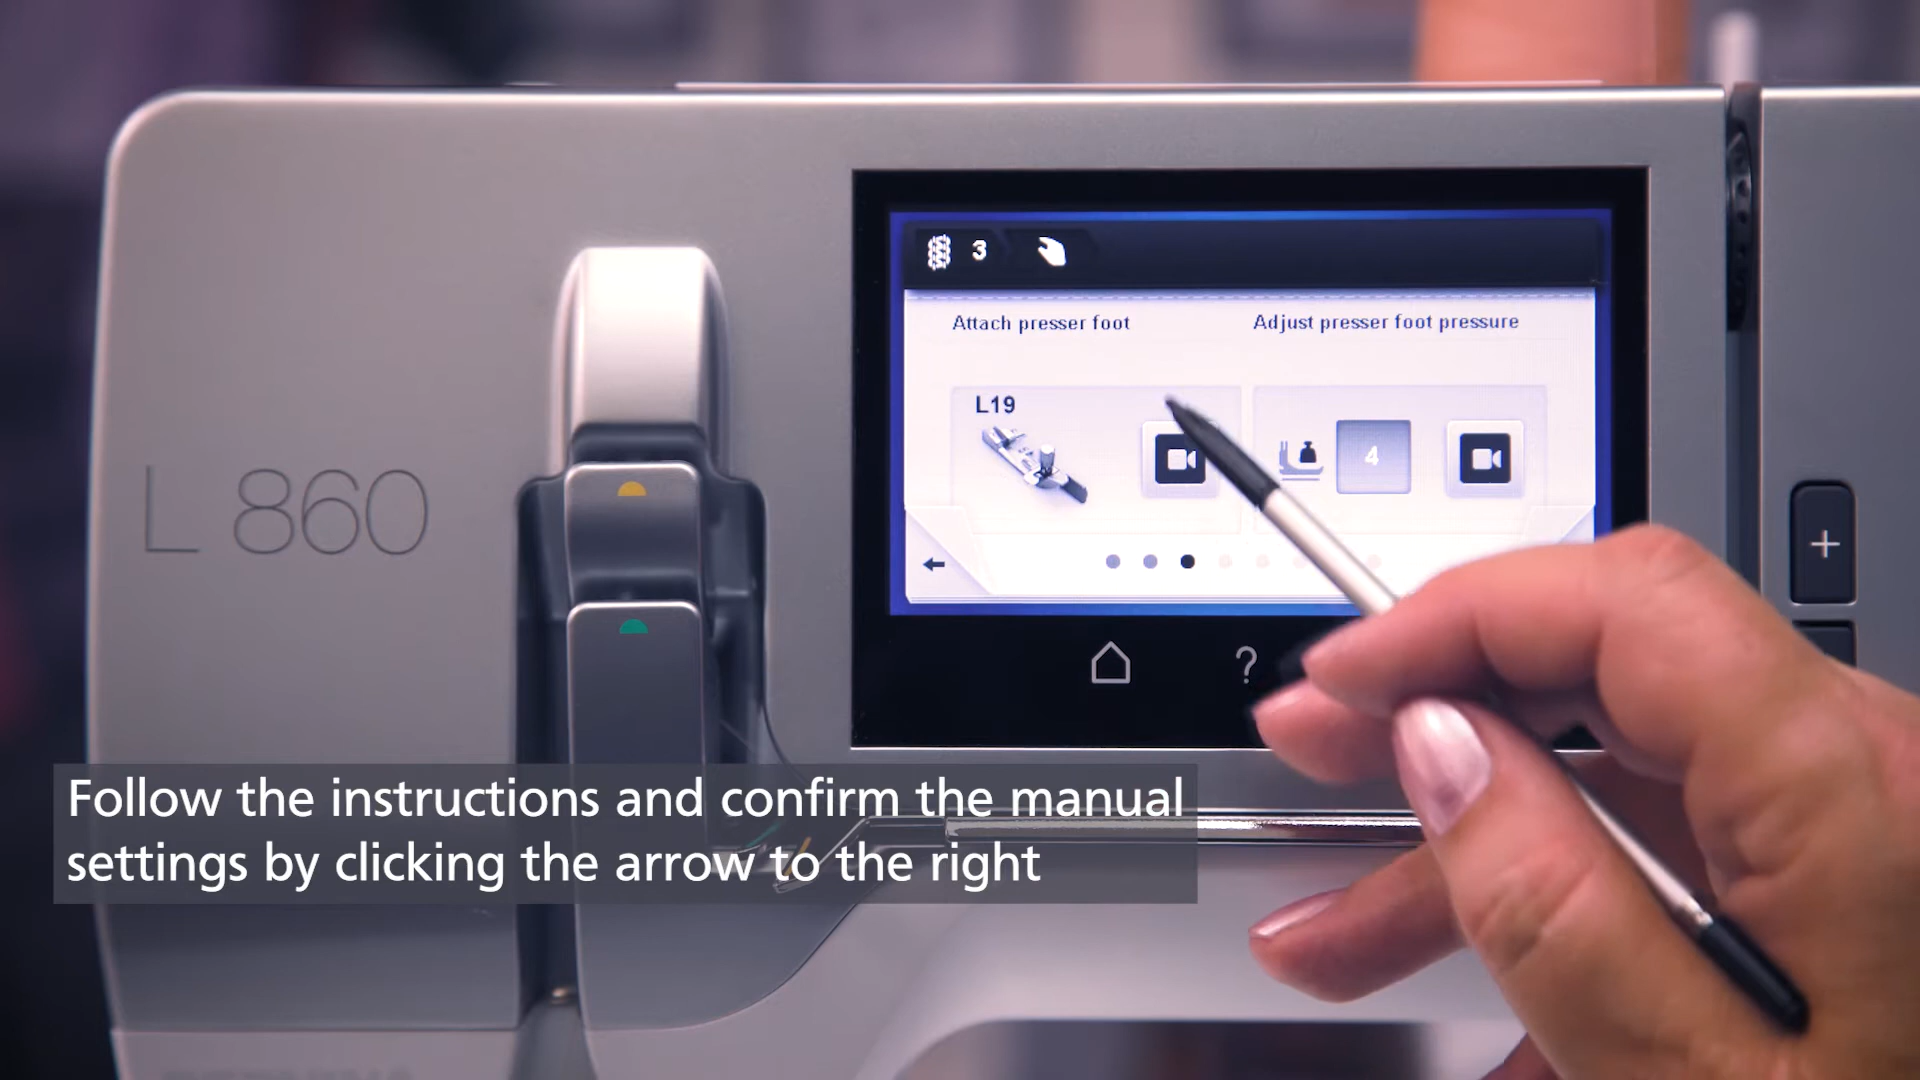 L 860
3
Attach presser foot
Adjust presser foot pressure
L19
4
?
+
Follow the instructions and confirm the manual
settings by clicking the arrow to the right